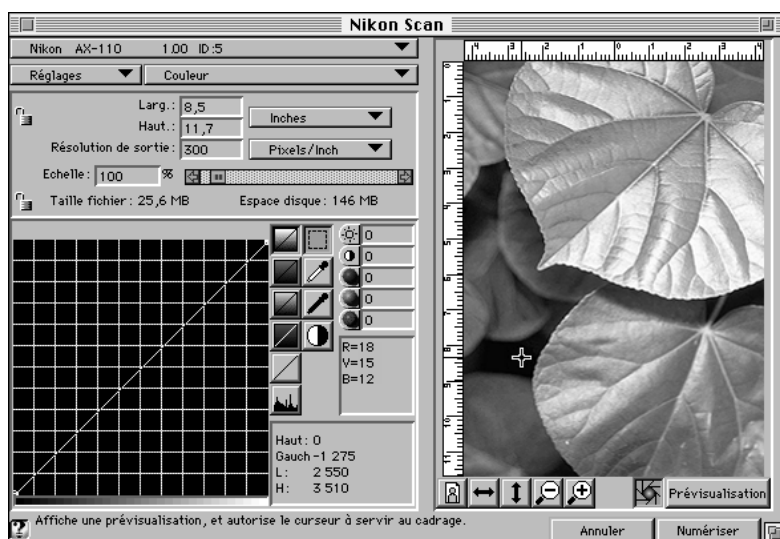 Nikon Scan
Nikon AX-110 1.00 ID:5
Réglages Couleur
Larg.: 8,5
Haut.: 11,7
Inches
Résolution de sortie: 300 Pixels/Inch
Echelle: 100 %
Taille fichier: 25,6 MB Espace disque: 146 MB
0
0
0
0
0
R=18
V=15
B=12
Haut: 0
Gauch-1 275
L: 2 550
H: 3 510
Prévisualisation
Affiche une prévisualisation, et autorise le curseur à servir au cadrage.
Annuler Numériser